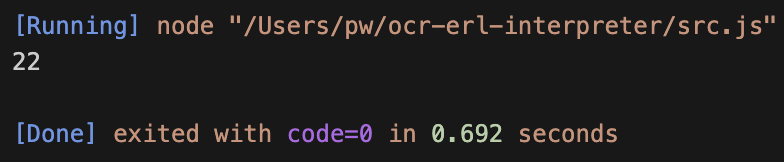 [Running] node "/Users/pw/ocr-erl-interpreter/src.js"
22
[Done] exited with code=0 in 0.692 seconds